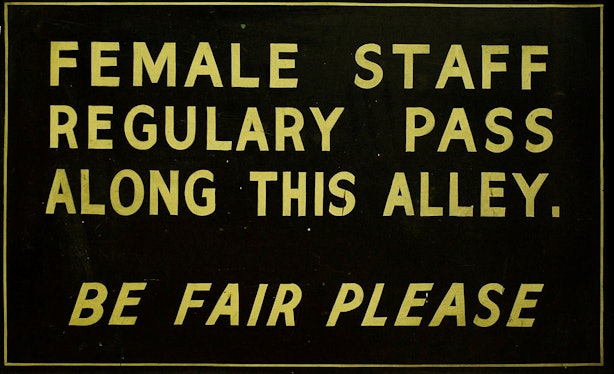 FEMALE STAFF
REGULARY PASS
ALONG THIS ALLEY.
BE FAIR PLEASE